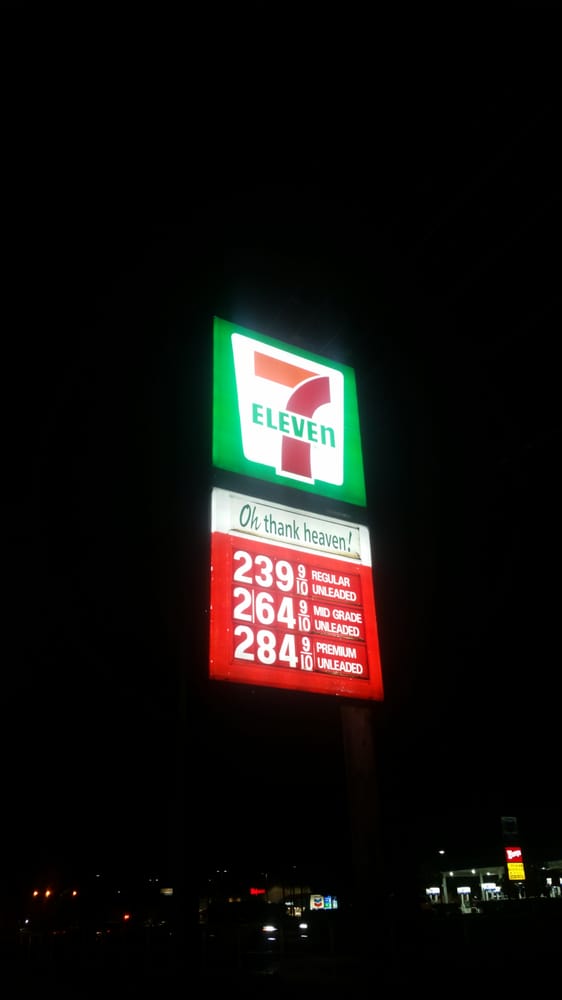 7
ELEVEn
Oh thank heaven!
239 9/10 REGULAR UNLEADED
264 9/10 MID GRADE UNLEADED
284 9/10 PREMIUM UNLEADED